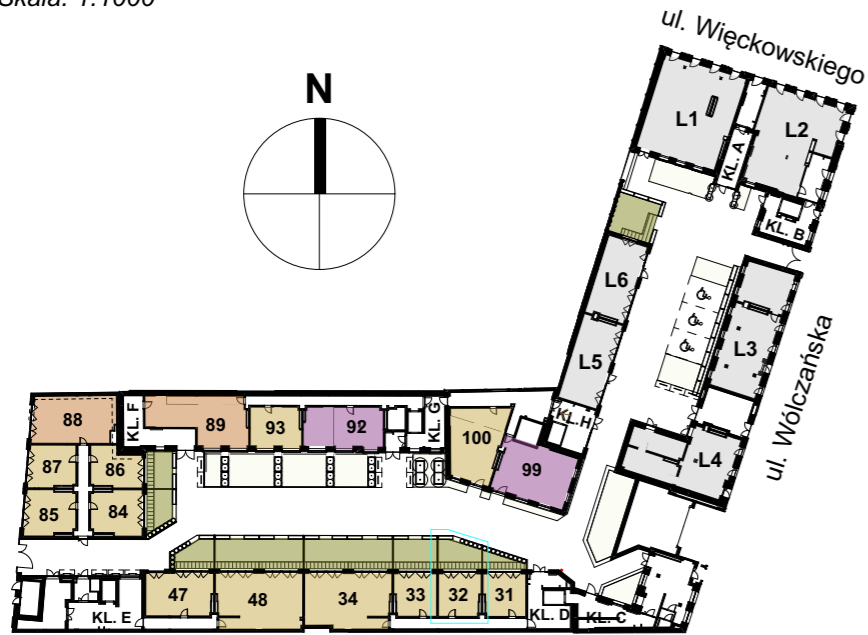 Skala: 1:1000
ul. Więckowskiego
N
L1
L2
KL. A
KL. B
L6
L3
L5
ul. Wólczańska
KL. F
KL. G
KL. H
88
89
93
92
100
99
L4
87
86
85
84
47
48
34
33
32
31
KL. E
KL. D
KL. C